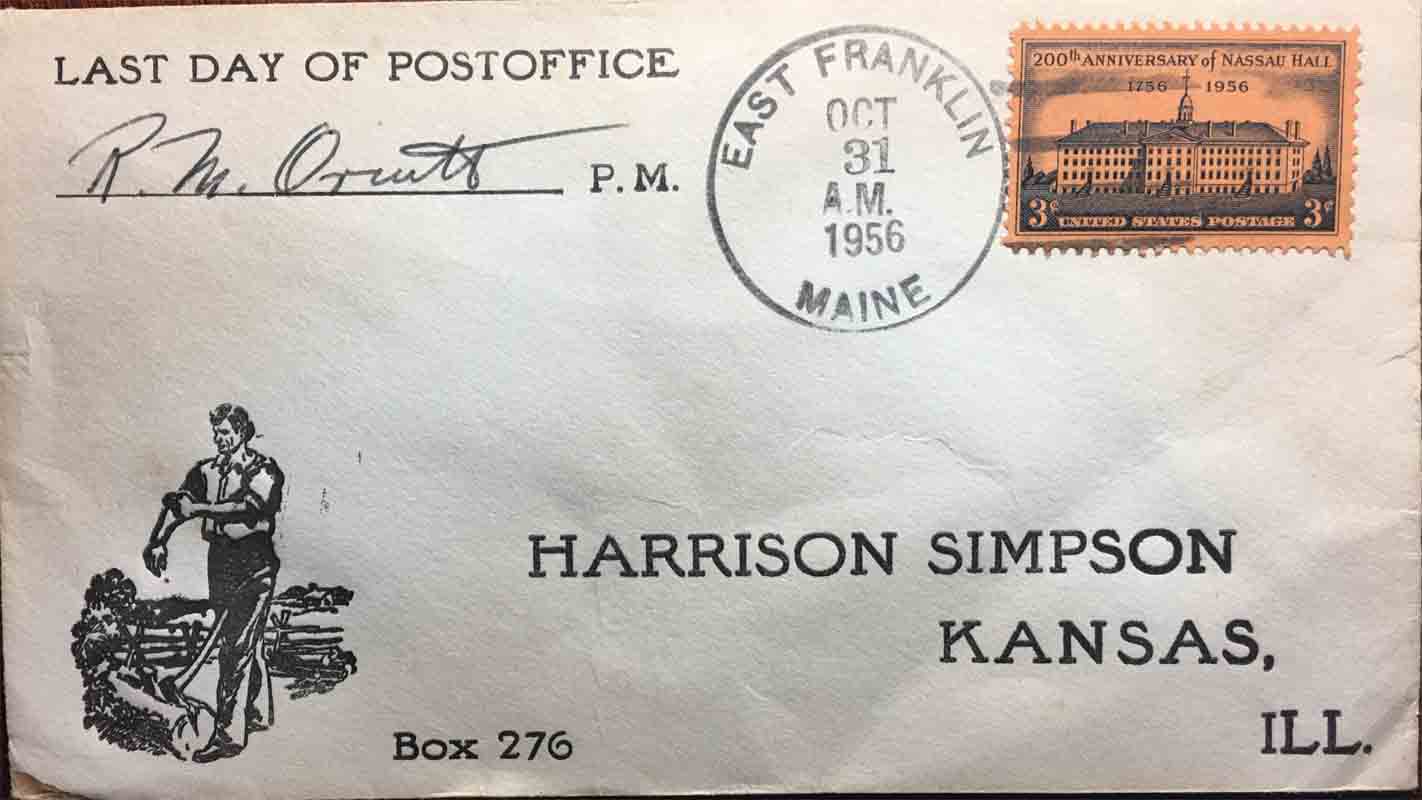 LAST DAY OF POSTOFFICE
R. M. Orcutt P.M.
EAST FRANKLIN
OCT
31
A.M.
1956
MAINE
200th ANNIVERSARY of NASSAU HALL
1756 1956
3¢ UNITED STATES POSTAGE 3¢
HARRISON SIMPSON
KANSAS,
ILL.
Box 276